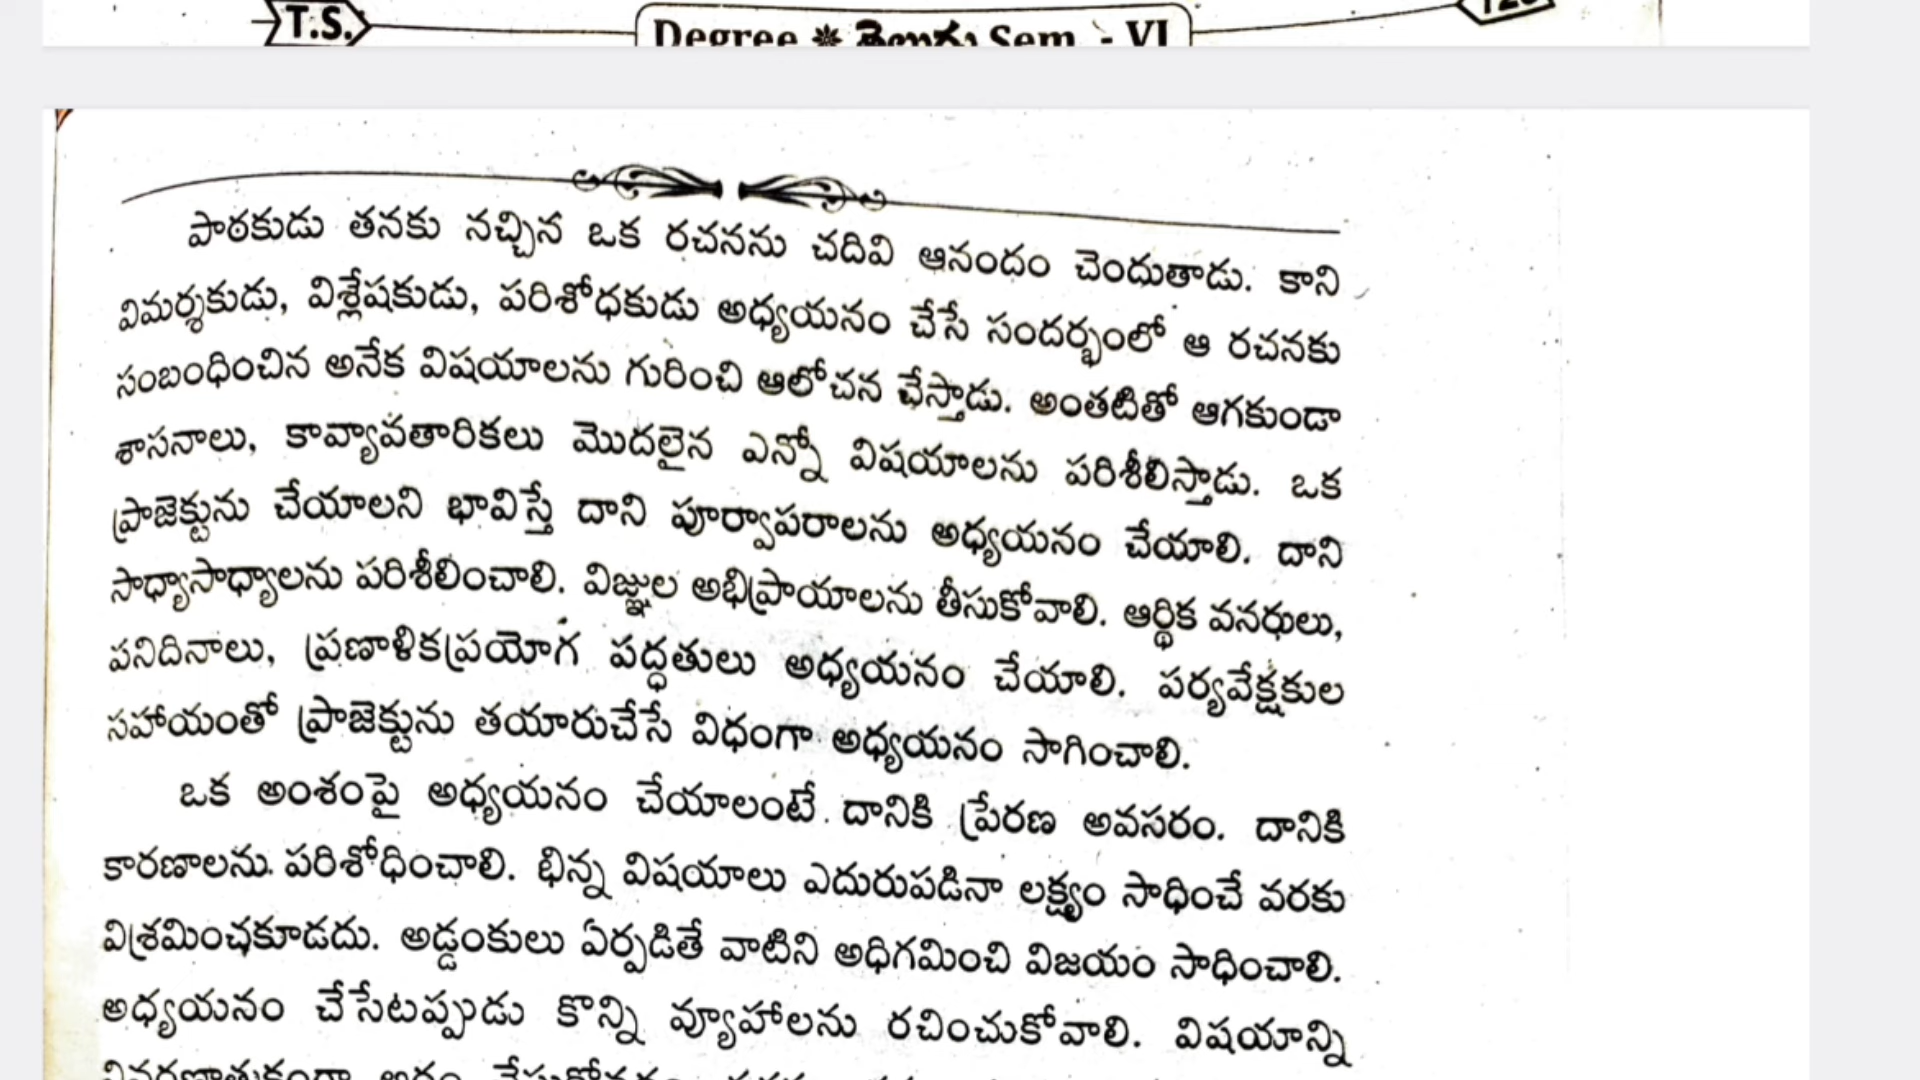 T.S.
Degree ❋ తెలుగు Sem. - VI
పాఠకుడు తనకు నచ్చిన ఒక రచనను చదివి ఆనందం చెందుతాడు. కాని
విమర్శకుడు, విశ్లేషకుడు, పరిశోధకుడు అధ్యయనం చేసే సందర్భంలో ఆ రచనకు
సంబంధించిన అనేక విషయాలను గురించి ఆలోచన చేస్తాడు. అంతటితో ఆగకుండా
శాసనాలు, కావ్యావతారికలు మొదలైన ఎన్నో విషయాలను పరిశీలిస్తాడు. ఒక
ప్రాజెక్టును చేయాలని భావిస్తే దాని పూర్వాపరాలను అధ్యయనం చేయాలి. దాని
సాధ్యాసాధ్యాలను పరిశీలించాలి. విజ్ఞుల అభిప్రాయాలను తీసుకోవాలి. ఆర్థిక వనరులు,
పనిదినాలు, ప్రణాళికప్రయోగ పద్ధతులు అధ్యయనం చేయాలి. పర్యవేక్షకుల
సహాయంతో ప్రాజెక్టును తయారుచేసే విధంగా అధ్యయనం సాగించాలి.
ఒక అంశంపై అధ్యయనం చేయాలంటే దానికి ప్రేరణ అవసరం. దానికి
కారణాలను పరిశోధించాలి. భిన్న విషయాలు ఎదురుపడినా లక్ష్యం సాధించే వరకు
విశ్రమించకూడదు. అడ్డంకులు ఏర్పడితే వాటిని అధిగమించి విజయం సాధించాలి.
అధ్యయనం చేసేటప్పుడు కొన్ని వ్యూహాలను రచించుకోవాలి. విషయాన్ని